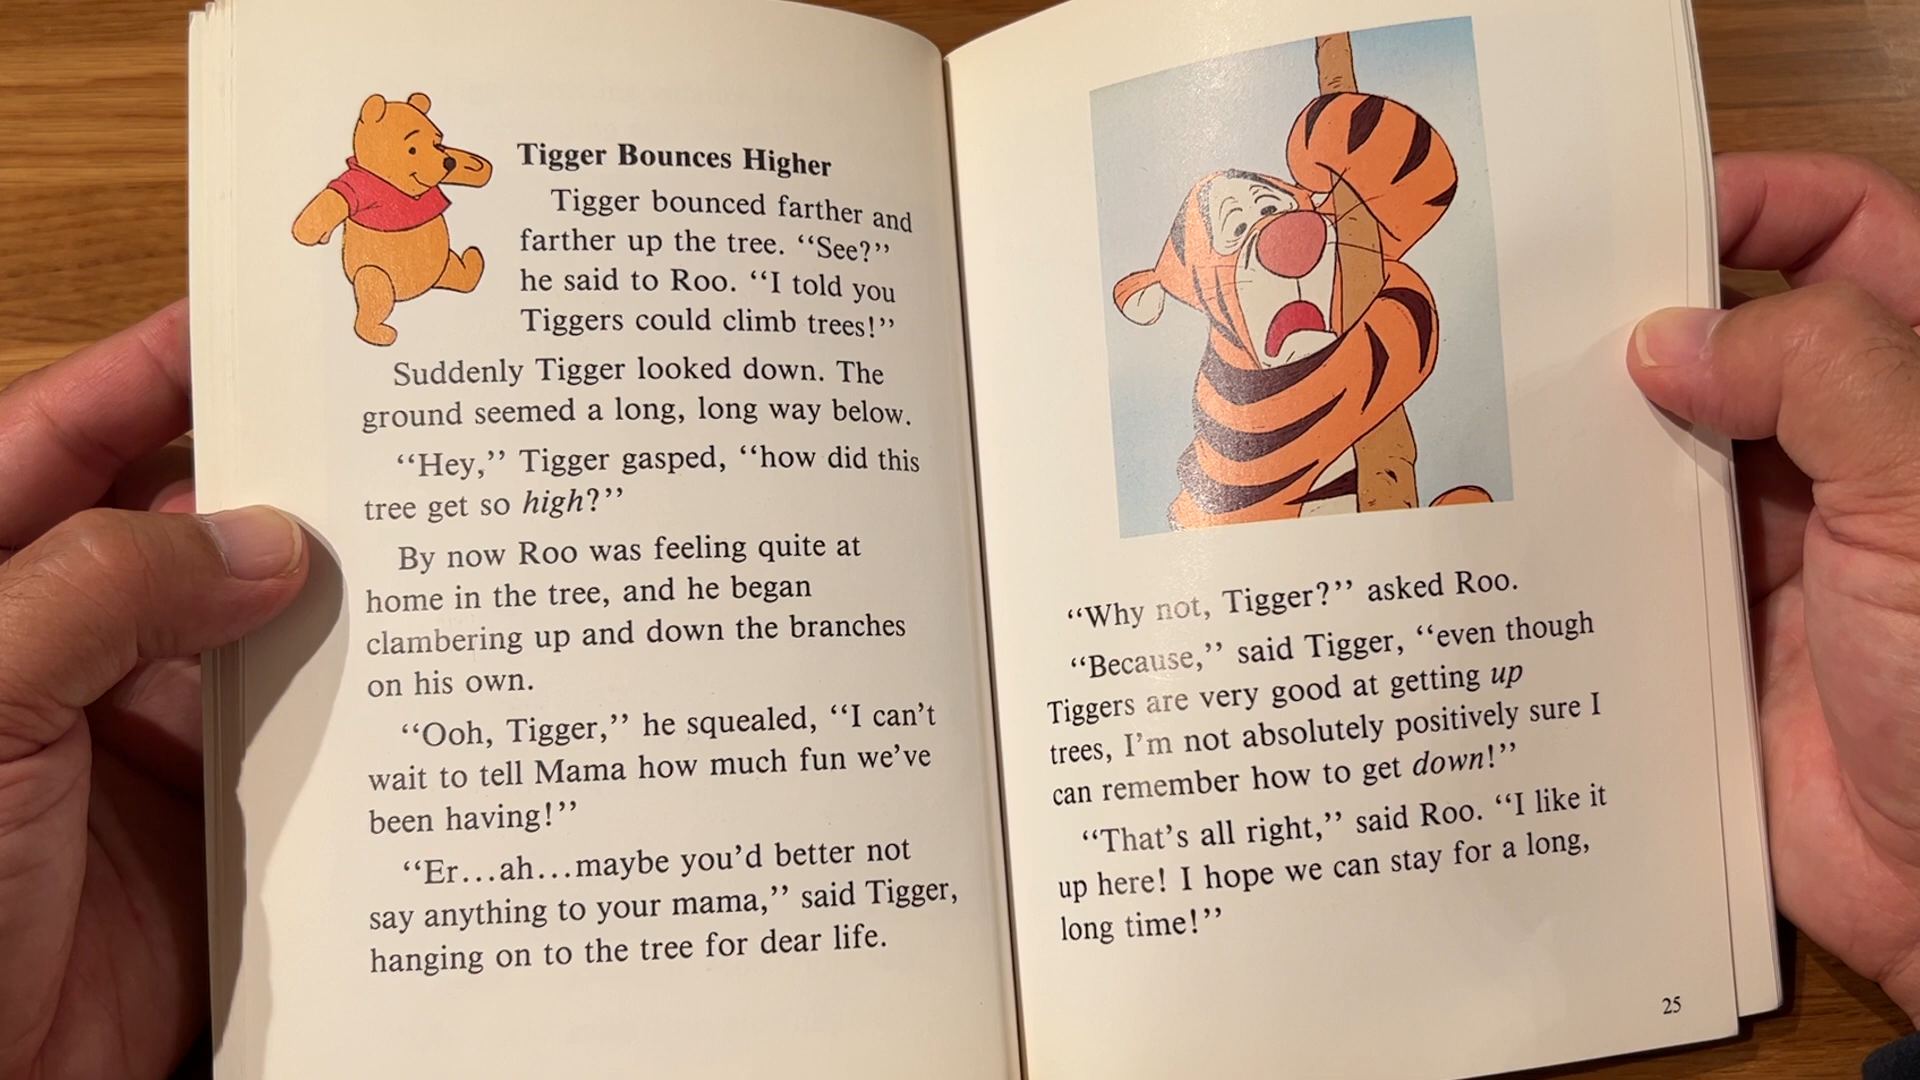 Tigger Bounces Higher
Tigger bounced farther and
farther up the tree. “See?”
he said to Roo. “I told you
Tiggers could climb trees!”
Suddenly Tigger looked down. The
ground seemed a long, long way below.
“Hey,” Tigger gasped, “how did this
tree get so high?”
By now Roo was feeling quite at
home in the tree, and he began
clambering up and down the branches
on his own.
“Ooh, Tigger,” he squealed, “I can’t
wait to tell Mama how much fun we’ve
been having!”
“Er...ah...maybe you’d better not
say anything to your mama,” said Tigger,
hanging on to the tree for dear life.
“Why not, Tigger?” asked Roo.
“Because,” said Tigger, “even though
Tiggers are very good at getting up
trees, I’m not absolutely positively sure I
can remember how to get down!”
“That’s all right,” said Roo. “I like it
up here! I hope we can stay for a long,
long time!”
25